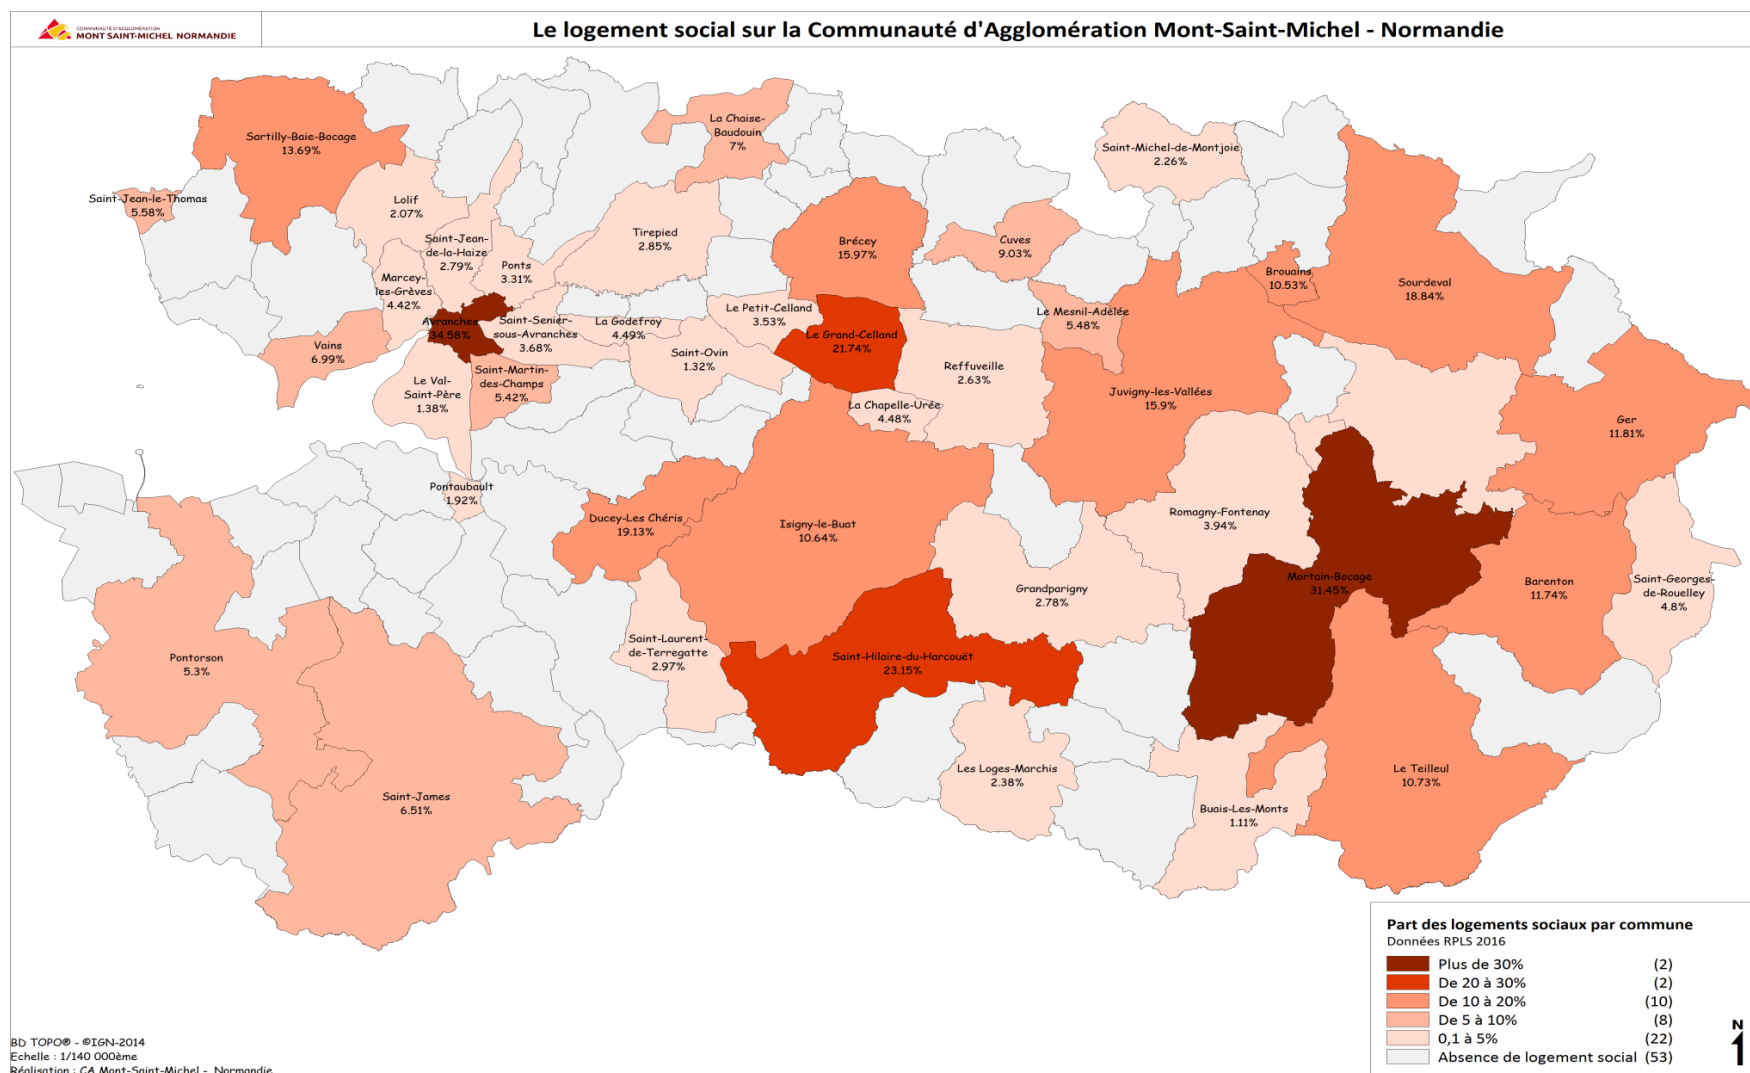 COMMUNAUTÉ D'AGGLOMÉRATION
MONT SAINT-MICHEL NORMANDIE
Le logement social sur la Communauté d'Agglomération Mont-Saint-Michel - Normandie
Sartilly-Baie-Bocage
13.69%
La Chaise-
Baudouin
7%
Saint-Michel-de-Montjoie
2.26%
Saint-Jean-le-Thomas
5.58%
Lolif
2.07%
Saint-Jean-
de-la-Haize
2.79%
Tirepied
2.85%
Brécey
15.97%
Cuves
9.03%
Ponts
3.31%
Marcey-
les-Grèves
4.42%
Brouains
10.53%
Sourdeval
18.84%
Avranches
34.58%
Saint-Senier-
sous-Avranches
3.68%
La Godefroy
4.49%
Le Petit-Celland
3.53%
Le Grand-Celland
21.74%
Le Mesnil-Adelée
5.48%
Vains
6.99%
Saint-Ovin
1.32%
Reffuveille
2.63%
Saint-Martin-
des-Champs
5.42%
Le Val-
Saint-Père
1.38%
La Chapelle-Urée
4.48%
Juvigny-les-Vallées
15.9%
Ger
11.81%
Pontaubault
1.92%
Ducey-Les Chéris
19.13%
Isigny-le-Buat
10.64%
Romagny-Fontenay
3.94%
Mortain-Bocage
31.45%
Barenton
11.74%
Saint-Georges-
de-Rouelley
4.8%
Grandparigny
2.78%
Saint-Laurent-
de-Terregatte
2.97%
Pontorson
5.3%
Saint-Hilaire-du-Harcouët
23.15%
Saint-James
6.51%
Les Loges-Marchis
2.38%
Le Teilleul
10.73%
Buais-Les-Monts
1.11%
Part des logements sociaux par commune
Données RPLS 2016
Plus de 30% (2)
De 20 à 30% (2)
De 10 à 20% (10)
De 5 à 10% (8)
0,1 à 5% (22)
Absence de logement social (53)
N
BD TOPO® - ©IGN-2014
Echelle : 1/140 000ème
Réalisation : CA Mont-Saint-Michel - Normandie